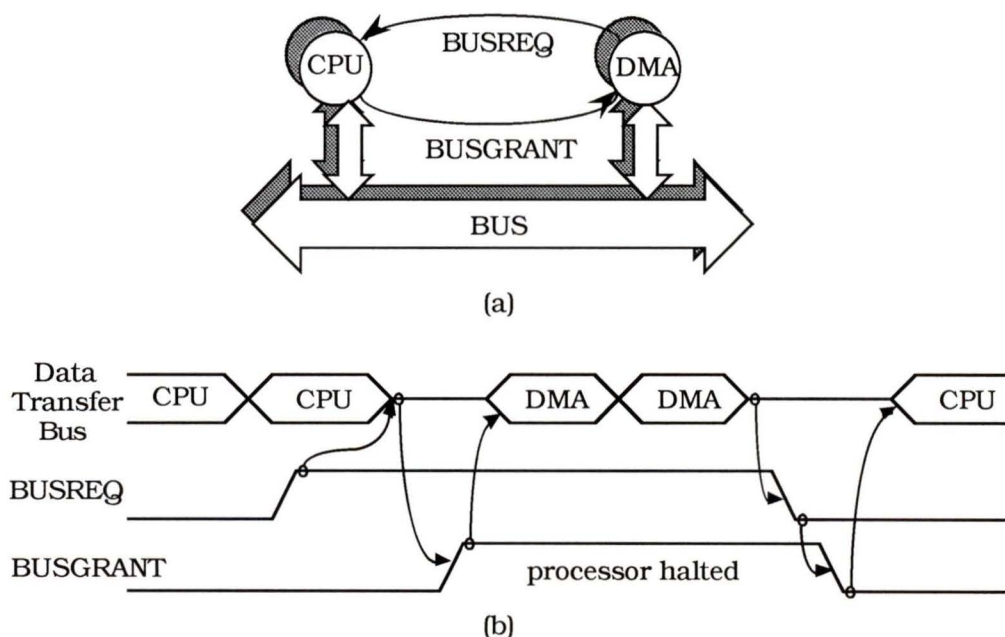 BUSREQ
CPU
DMA
BUSGRANT
BUS
(a)
Data
Transfer
Bus
CPU
CPU
DMA
DMA
CPU
BUSREQ
BUSGRANT
processor halted
(b)